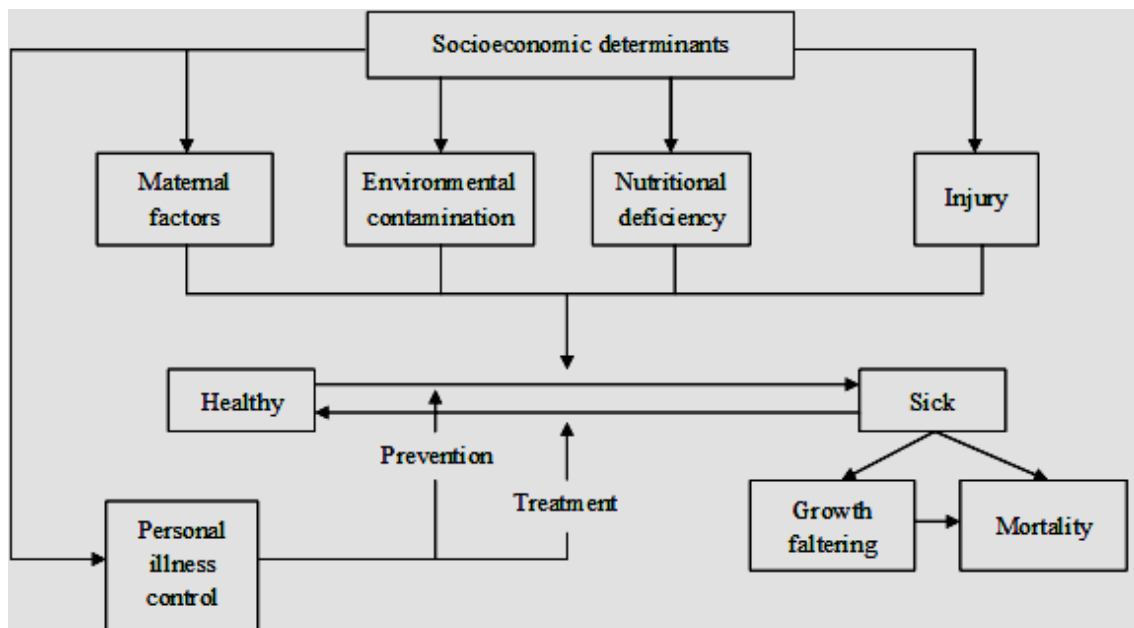 Socioeconomic determinants
Maternal
factors
Environmental
contamination
Nutritional
deficiency
Injury
Healthy
Sick
Prevention
Treatment
Personal
illness
control
Growth
faltering
Mortality